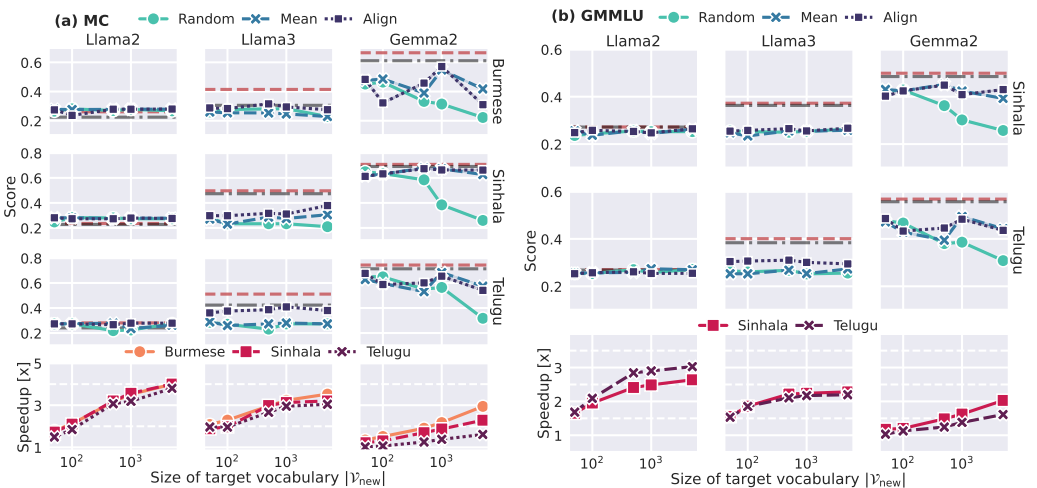 (a) MC
Random Mean Align
Llama2 Llama3 Gemma2
0.6
0.4
0.2
Burmese
0.8
0.6
0.4
0.2
Score
Sinhala
0.8
0.6
0.4
0.2
Telugu
Burmese Sinhala Telugu
5
3
1
Speedup [x]
10² 10³ 10² 10³ 10² 10³
Size of target vocabulary |𝒱new|
(b) GMMLU
Random Mean Align
Llama2 Llama3 Gemma2
0.6
0.4
0.2
Sinhala
0.6
0.4
0.2
Score
Telugu
Sinhala Telugu
3
2
1
Speedup [x]
10² 10³ 10² 10³ 10² 10³
Size of target vocabulary |𝒱new|